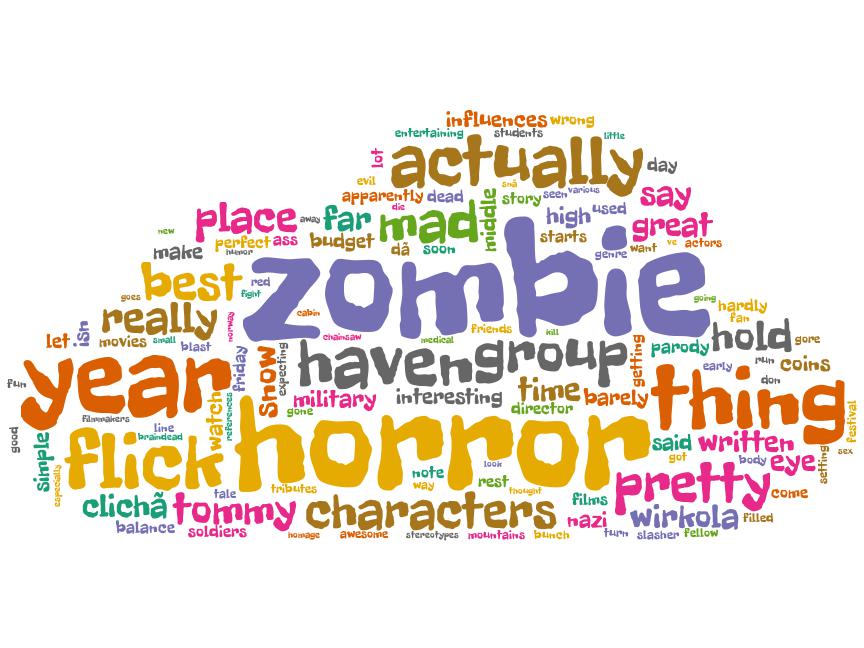 influences wrong
entertaining students little
lot actually day
evil snã
apparently dead middle story seen various say
die
place away far mad high used great
new perfect ass budget dã soon starts want ve actors
make humor genre
best red zombie
goes fight going
really cabin hardly
let isn norway fan
movies small blast chainsaw medical friends kill getting parody hold gore
fun year friday snow expecting haven group early run coins
don
military interesting time barely thing
filmmakers watch references gone director
good simple line horror said written setting festival
braindead flick got sex
especially look body eye
note
tale tributes way rest thought pretty come
clichã tommy characters films
balance soldiers nazi wirkola filled
homage awesome stereotypes mountains bunch turn slasher fellow